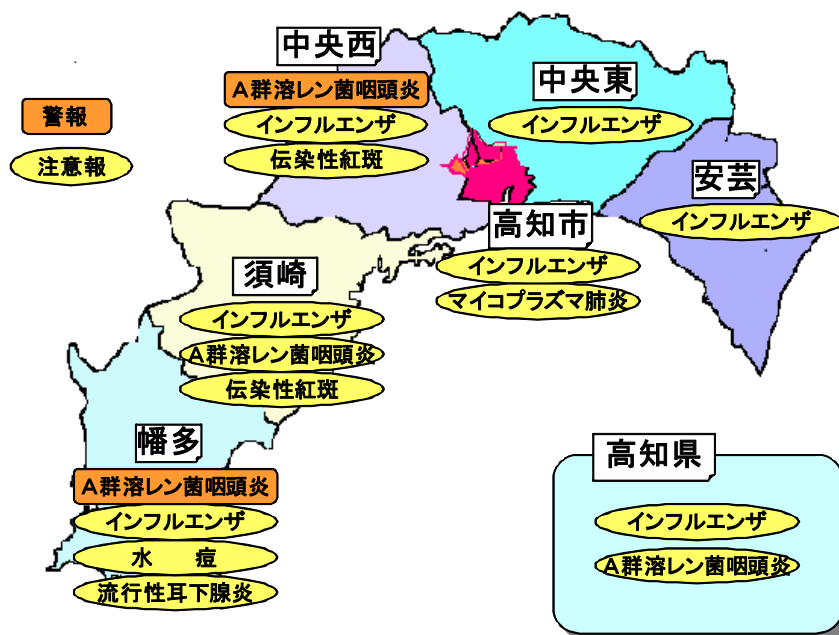 警報
注意報
中央西
A群溶レン菌咽頭炎
インフルエンザ
伝染性紅斑
中央東
インフルエンザ
安芸
インフルエンザ
高知市
インフルエンザ
マイコプラズマ肺炎
須崎
インフルエンザ
A群溶レン菌咽頭炎
伝染性紅斑
幡多
A群溶レン菌咽頭炎
インフルエンザ
水　痘
流行性耳下腺炎
高知県
インフルエンザ
A群溶レン菌咽頭炎